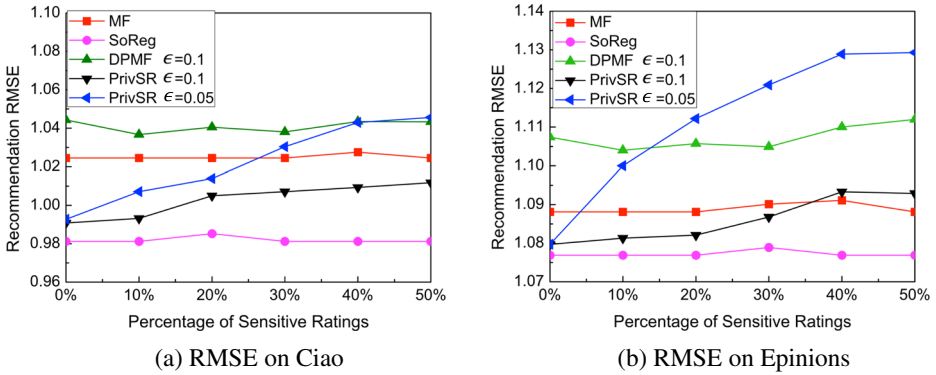 MF
SoReg
DPMF ϵ=0.1
PrivSR ϵ=0.1
PrivSR ϵ=0.05
1.10
1.08
1.06
1.04
1.02
1.00
0.98
0.96
Recommendation RMSE
0% 10% 20% 30% 40% 50%
Percentage of Sensitive Ratings
(a) RMSE on Ciao
MF
SoReg
DPMF ϵ=0.1
PrivSR ϵ=0.1
PrivSR ϵ=0.05
1.14
1.13
1.12
1.11
1.10
1.09
1.08
1.07
Recommendation RMSE
0% 10% 20% 30% 40% 50%
Percentage of Sensitive Ratings
(b) RMSE on Epinions